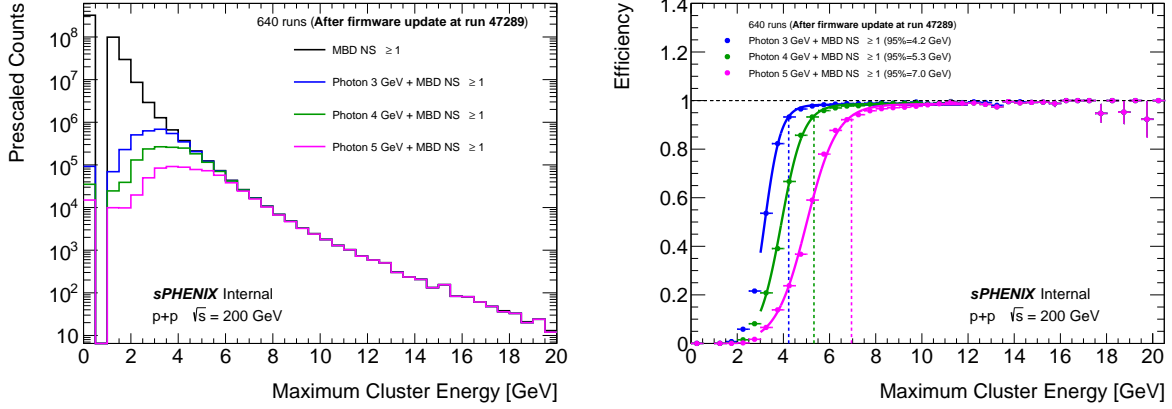 640 runs (After firmware update at run 47289)
MBD NS ≥ 1
Photon 3 GeV + MBD NS ≥ 1
Photon 4 GeV + MBD NS ≥ 1
Photon 5 GeV + MBD NS ≥ 1
sPHENIX Internal
p+p √s = 200 GeV
Prescaled Counts
10⁸
10⁷
10⁶
10⁵
10⁴
10³
10²
10
0 2 4 6 8 10 12 14 16 18 20
Maximum Cluster Energy [GeV]
640 runs (After firmware update at run 47289)
Photon 3 GeV + MBD NS ≥ 1 (95%=4.2 GeV)
Photon 4 GeV + MBD NS ≥ 1 (95%=5.3 GeV)
Photon 5 GeV + MBD NS ≥ 1 (95%=7.0 GeV)
sPHENIX Internal
p+p √s = 200 GeV
Efficiency
1.4
1.2
1
0.8
0.6
0.4
0.2
0
0 2 4 6 8 10 12 14 16 18 20
Maximum Cluster Energy [GeV]